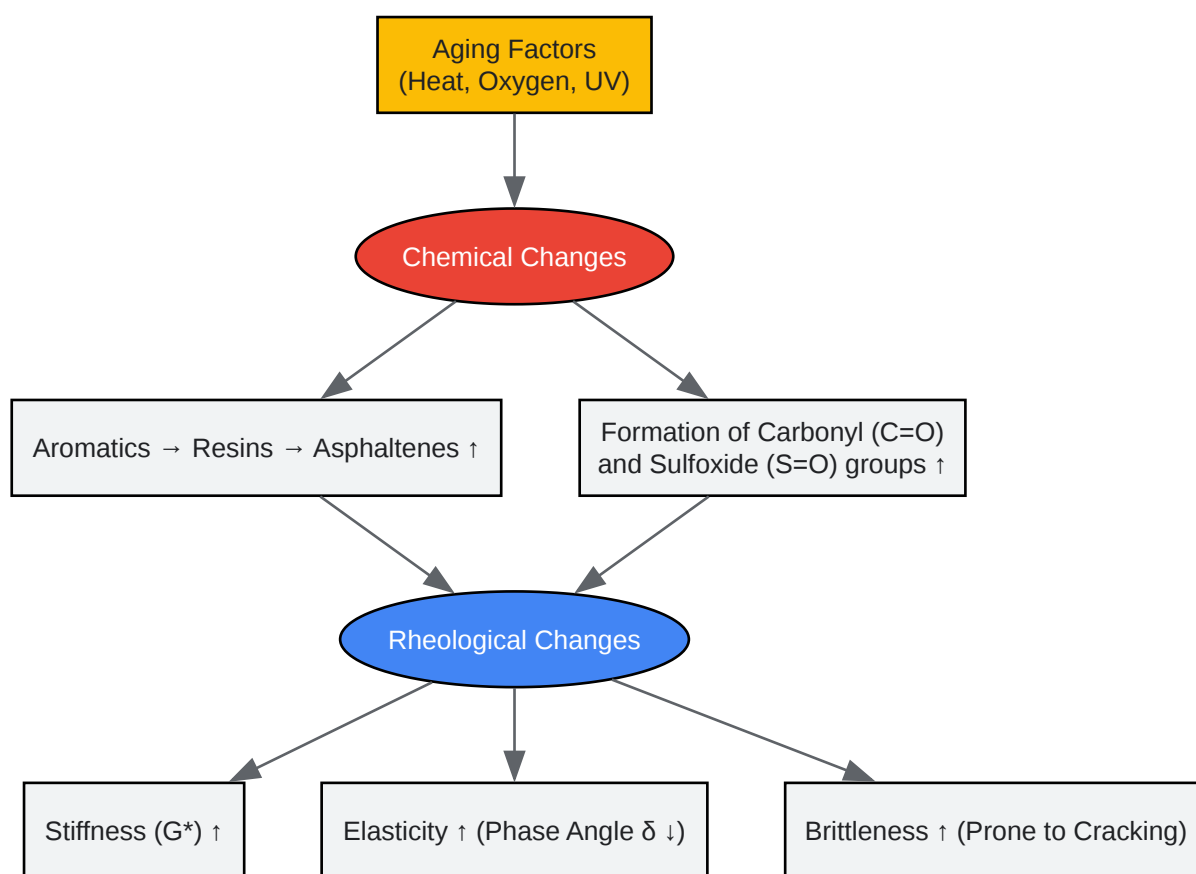 Aging Factors
(Heat, Oxygen, UV)
Chemical Changes
Aromatics → Resins → Asphaltenes ↑
Formation of Carbonyl (C=O)
and Sulfoxide (S=O) groups ↑
Rheological Changes
Stiffness (G*) ↑
Elasticity ↑ (Phase Angle δ ↓)
Brittleness ↑ (Prone to Cracking)